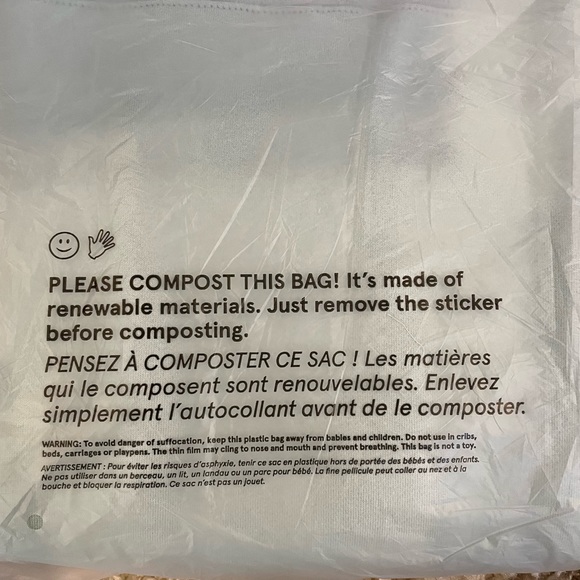 PLEASE COMPOST THIS BAG! It's made of
renewable materials. Just remove the sticker
before composting.
PENSEZ À COMPOSTER CE SAC ! Les matières
qui le composent sont renouvelables. Enlevez
simplement l'autocollant avant de le composter.
WARNING: To avoid danger of suffocation, keep this plastic bag away from babies and children. Do not use in cribs,
beds, carriages or playpens. The thin film may cling to nose and mouth and prevent breathing. This bag is not a toy.
AVERTISSEMENT : Pour éviter les risques d'asphyxie, tenir ce sac en plastique hors de portée des bébés et des enfants.
Ne pas utiliser dans un berceau, un lit, un landau ou un parc pour bébé. La fine pellicule peut coller au nez et à la
bouche et bloquer la respiration. Ce sac n'est pas un jouet.